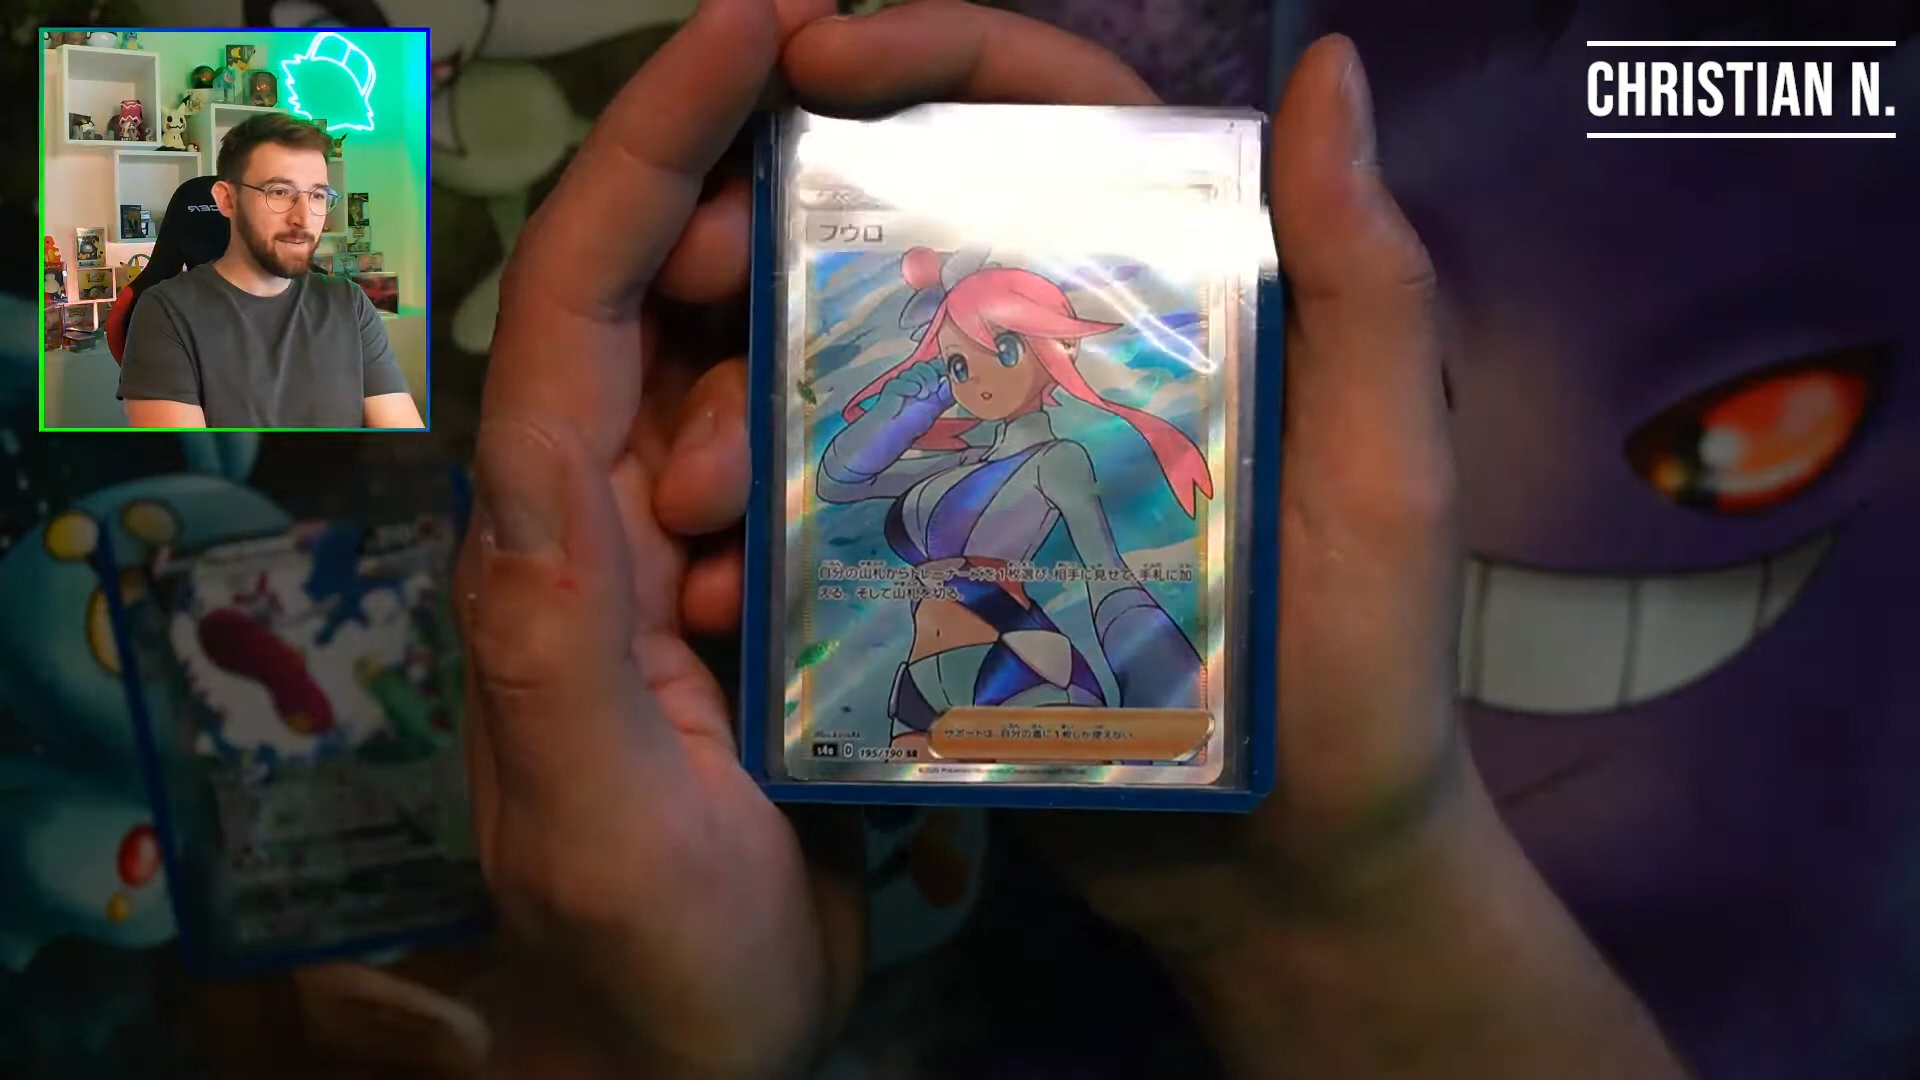 CHRISTIAN N.
フウロ
自分の山札からトレーナーズを1枚選び、相手に見せて、手札に加
える。そして山札を切る。
サポートは、自分の番に1枚しか使えない。
s4a D 195/190 SR